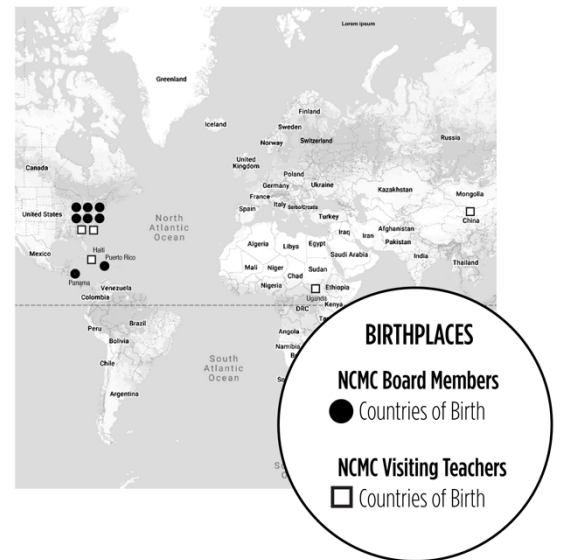 Lorem ipsum
Greenland
Iceland
Finland
Sweden
Norway
Switzerland
Russia
Canada
United
Kingdom
Poland
Germany
Ukraine
France
Kazakhstan
Mongolia
Spain
Italy
Serbo/Croatia
Turkey
China
United States
North
Atlantic
Ocean
Iraq
Iran
Afghanistan
Pakistan
Algeria
Libya
Egypt
Saudi Arabia
India
Mexico
Haiti
Puerto Rico
Mali
Niger
Chad
Sudan
Thailand
Panama
Venezuela
Nigeria
Ethiopia
Colombia
Uganda
DRC
Kenya
Peru
Brazil
Angola
Bolivia
Namibia
Chile
South
Atlantic
Ocean
Argentina
BIRTHPLACES
NCMC Board Members
Countries of Birth
NCMC Visiting Teachers
Countries of Birth